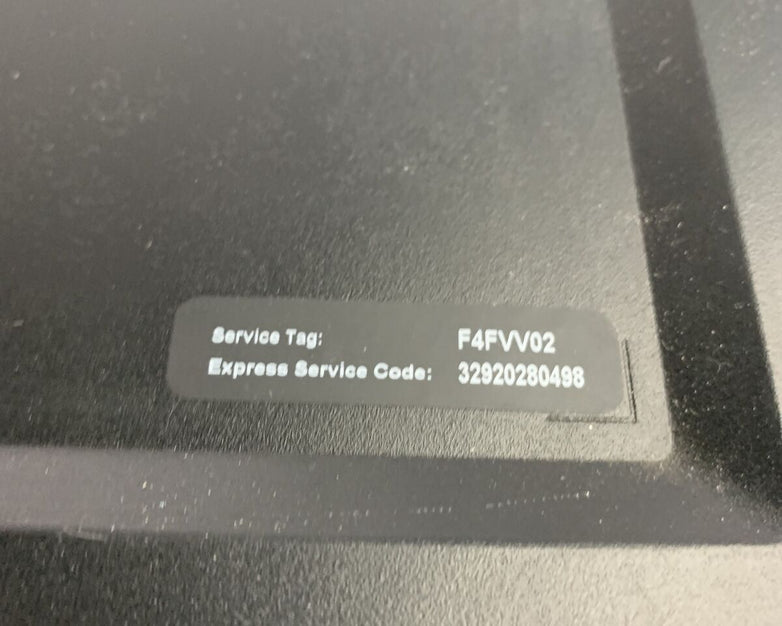 Service Tag: F4FVV02
Express Service Code: 32920280498